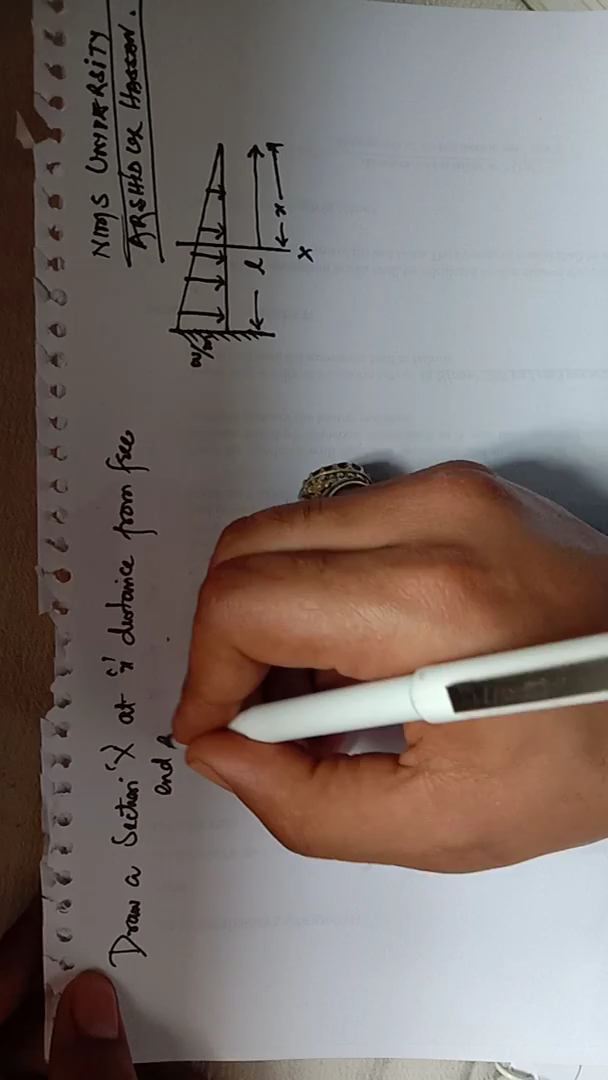 NIMS UNIVERSITY
ARSHID UL HASSAN.
w/m
l
x
X
Draw a Section 'X' at 'x' distance from free
end